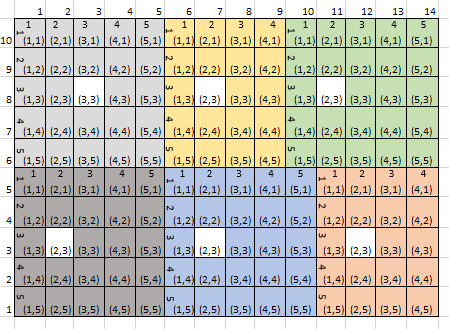 1 2 3 4 5 6 7 8 9 10 11 12 13 14
1 2 3 4 5 1 2 3 4 1 2 3 4 5
1 1 1
10 (1,1) (2,1) (3,1) (4,1) (5,1) (1,1) (2,1) (3,1) (4,1) (1,1) (2,1) (3,1) (4,1) (5,1)
2 2 2
9 (1,2) (2,2) (3,2) (4,2) (5,2) (1,2) (2,2) (3,2) (4,2) (1,2) (2,2) (3,2) (4,2) (5,2)
3 3 3
8 (1,3) (2,3) (3,3) (4,3) (5,3) (1,3) (2,3) (3,3) (4,3) (1,3) (2,3) (3,3) (4,3) (5,3)
4 4 4
7 (1,4) (2,4) (3,4) (4,4) (5,4) (1,4) (2,4) (3,4) (4,4) (1,4) (2,4) (3,4) (4,4) (5,4)
5 5 5
6 (1,5) (2,5) (3,5) (4,5) (5,5) (1,5) (2,5) (3,5) (4,5) (1,5) (2,5) (3,5) (4,5) (5,5)
1 2 3 4 5 1 2 3 4 5 1 2 3 4
1 1 1
5 (1,1) (2,1) (3,1) (4,1) (5,1) (1,1) (2,1) (3,1) (4,1) (5,1) (1,1) (2,1) (3,1) (4,1)
2 2 2
4 (1,2) (2,2) (3,2) (4,2) (5,2) (1,2) (2,2) (3,2) (4,2) (5,2) (1,2) (2,2) (3,2) (4,2)
3 3 3
3 (1,3) (2,3) (3,3) (4,3) (5,3) (1,3) (2,3) (3,3) (4,3) (5,3) (1,3) (2,3) (3,3) (4,3)
4 4 4
2 (1,4) (2,4) (3,4) (4,4) (5,4) (1,4) (2,4) (3,4) (4,4) (5,4) (1,4) (2,4) (3,4) (4,4)
5 5 5
1 (1,5) (2,5) (3,5) (4,5) (5,5) (1,5) (2,5) (3,5) (4,5) (5,5) (1,5) (2,5) (3,5) (4,5)